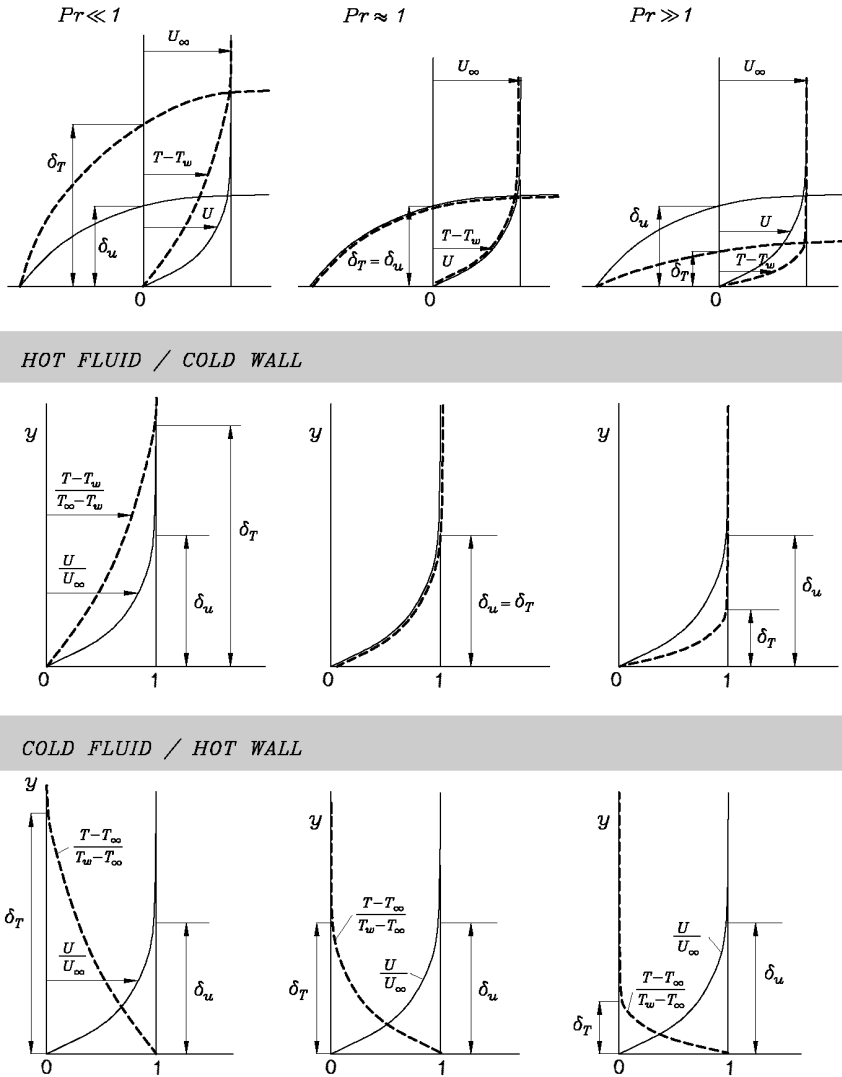 Pr ≪ 1
Pr ≈ 1
Pr ≫ 1
U∞
U∞
U∞
δT
T−Tw
U
δu
0
δT = δu
T−Tw
U
0
δu
U
δT
T−Tw
0
HOT FLUID / COLD WALL
y
T−Tw
T∞−Tw
U
U∞
δu
δT
0
1
y
δu = δT
0
1
y
δu
δT
0
1
COLD FLUID / HOT WALL
y
T−T∞
Tw−T∞
δT
U
U∞
δu
0
1
y
T−T∞
Tw−T∞
U
U∞
δT
δu
0
1
y
U
U∞
T−T∞
Tw−T∞
δT
δu
0
1